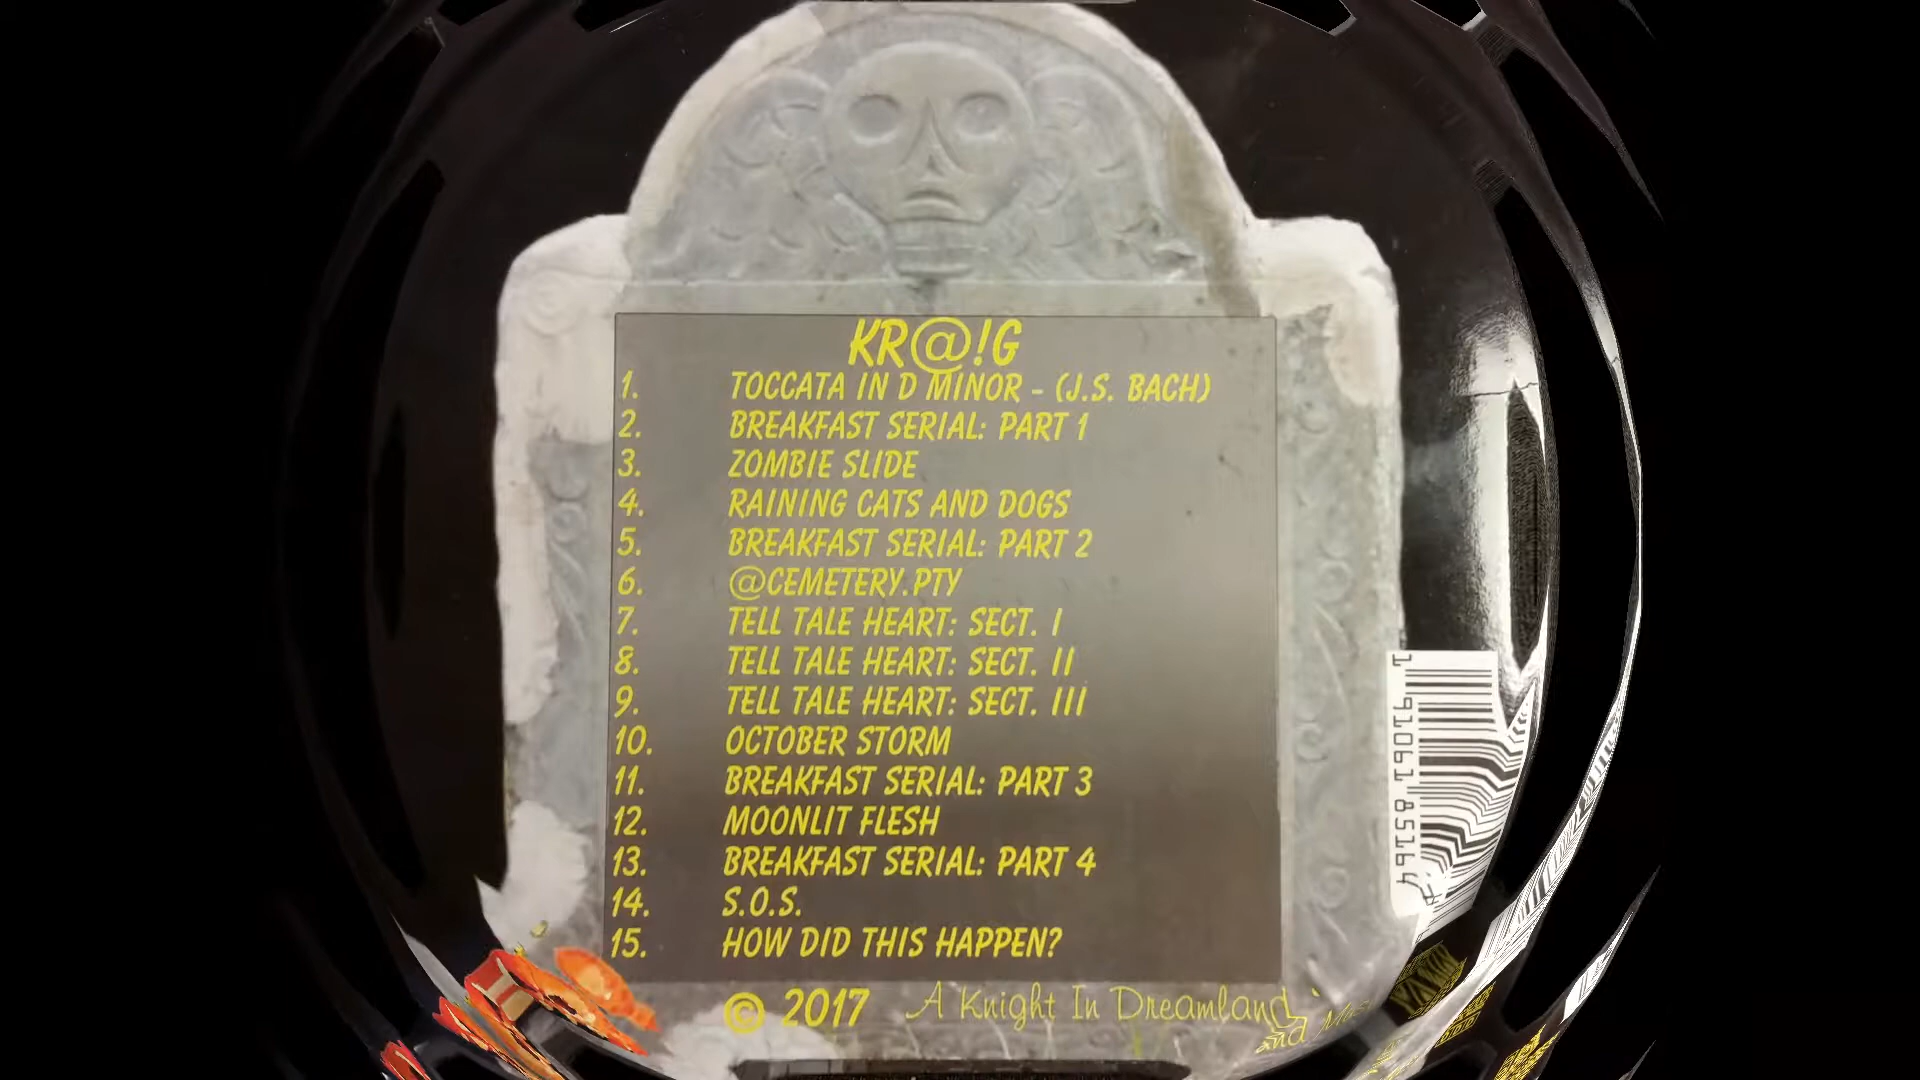 KR@!G
1. TOCCATA IN D MINOR - (J.S. BACH)
2. BREAKFAST SERIAL: PART 1
3. ZOMBIE SLIDE
4. RAINING CATS AND DOGS
5. BREAKFAST SERIAL: PART 2
6. @CEMETERY.PTY
7. TELL TALE HEART: SECT. I
8. TELL TALE HEART: SECT. II
9. TELL TALE HEART: SECT. III
10. OCTOBER STORM
11. BREAKFAST SERIAL: PART 3
12. MOONLIT FLESH
13. BREAKFAST SERIAL: PART 4
14. S.O.S.
15. HOW DID THIS HAPPEN?
© 2017 A Knight In Dreamland